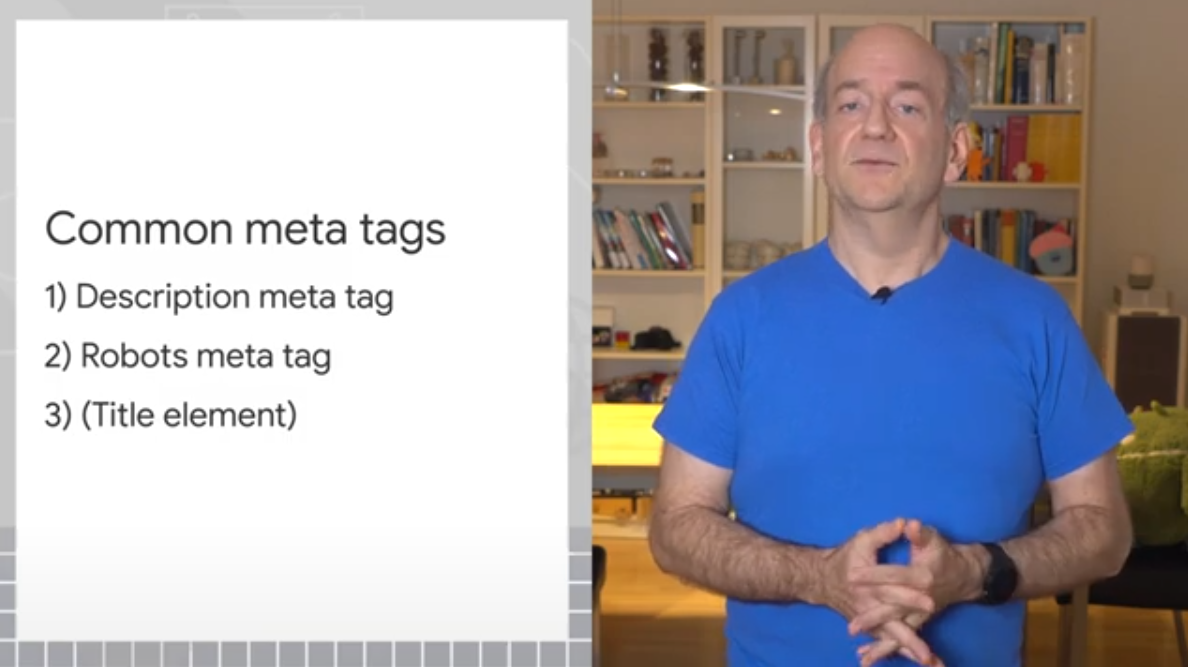 Common meta tags
1) Description meta tag
2) Robots meta tag
3) (Title element)